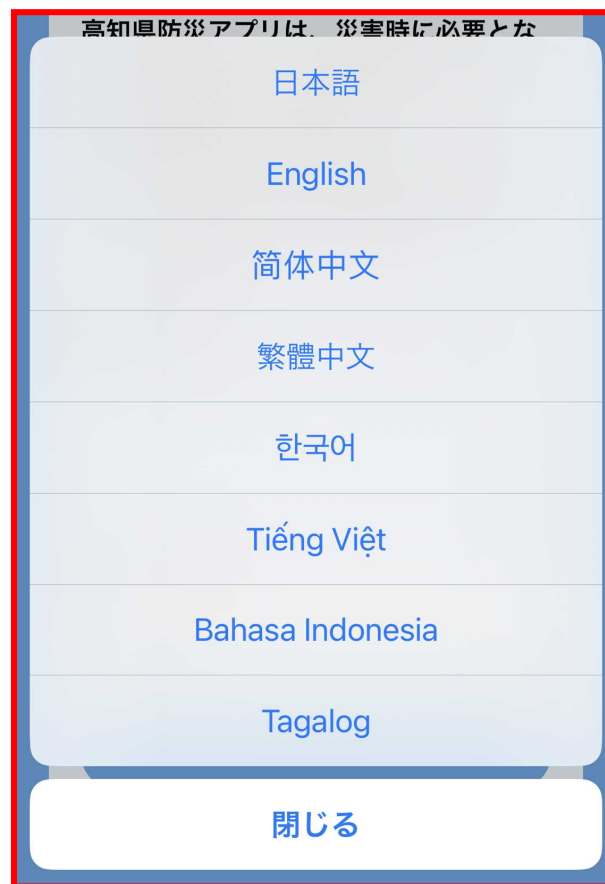 高知県防災アプリは、災害時に必要とな
日本語
English
简体中文
繁體中文
한국어
Tiếng Việt
Bahasa Indonesia
Tagalog
閉じる